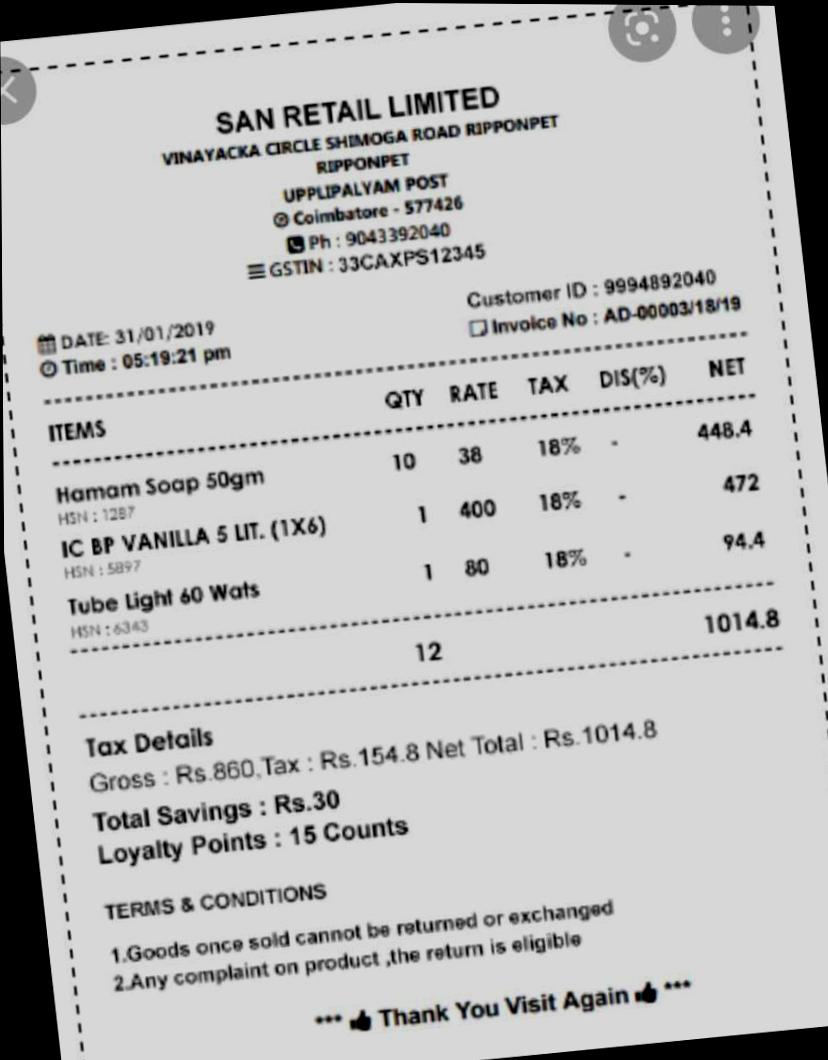 SAN RETAIL LIMITED
VINAYACKA CIRCLE SHIMOGA ROAD RIPPONPET
RIPPONPET
UPPLIPALYAM POST
Coimbatore - 577426
Ph : 9043392040
GSTIN : 33CAXPS12345
Customer ID : 9994892040
DATE: 31/01/2019
Invoice No : AD-00003/18/19
Time : 05:19:21 pm
ITEMS QTY RATE TAX DIS(%) NET
Hamam Soap 50gm 10 38 18% - 448.4
HSN : 1287
IC BP VANILLA 5 LIT. (1X6) 1 400 18% - 472
HSN : 5897
Tube Light 60 Wats 1 80 18% - 94.4
HSN : 6343
12 1014.8
Tax Details
Gross : Rs.860,Tax : Rs.154.8 Net Total : Rs.1014.8
Total Savings : Rs.30
Loyalty Points : 15 Counts
TERMS & CONDITIONS
1.Goods once sold cannot be returned or exchanged
2.Any complaint on product ,the return is eligible
*** Thank You Visit Again ***